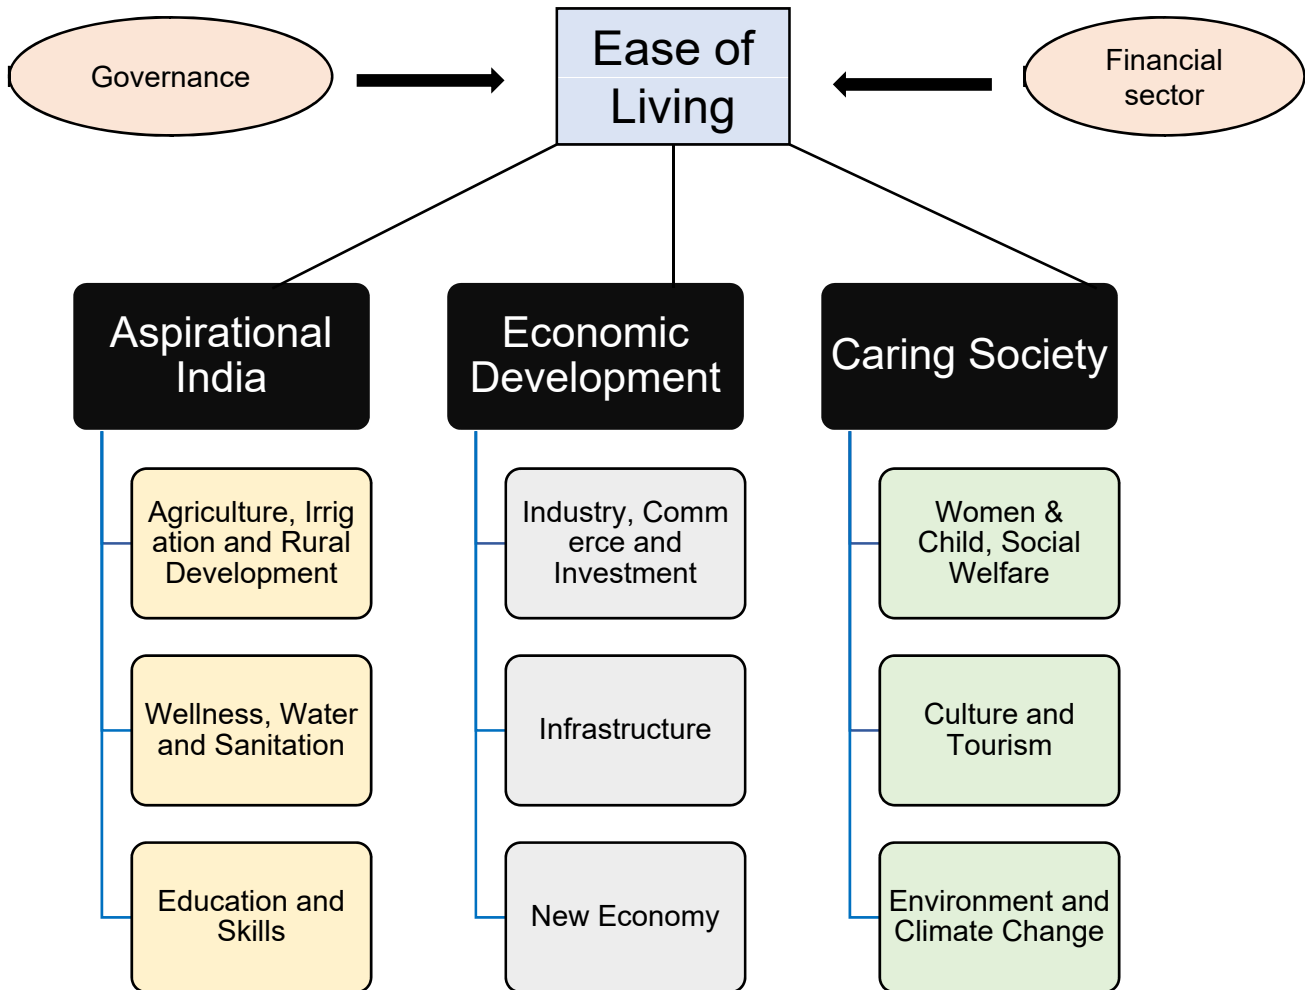 Governance
Ease of
Living
Financial
sector
Aspirational
India
Economic
Development
Caring Society
Agriculture, Irrig
ation and Rural
Development
Industry, Comm
erce and
Investment
Women &
Child, Social
Welfare
Wellness, Water
and Sanitation
Infrastructure
Culture and
Tourism
Education and
Skills
New Economy
Environment and
Climate Change